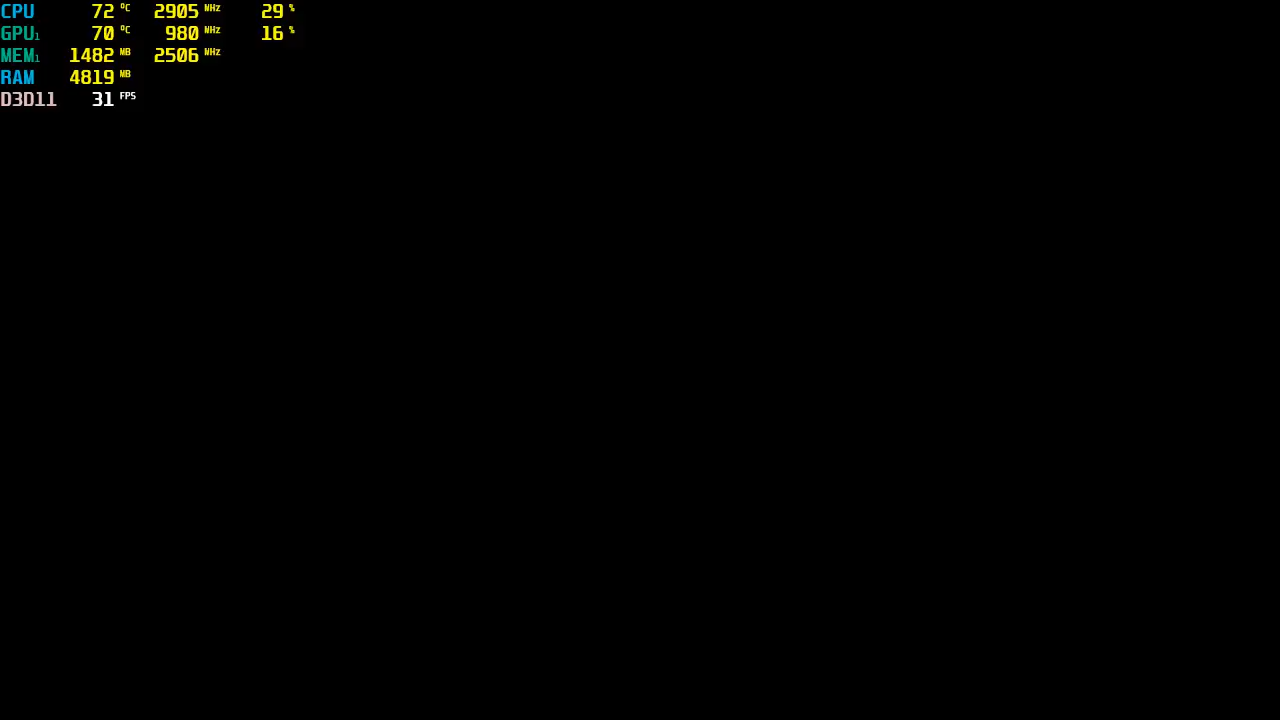 CPU 72 °C 2905 MHz 29 %
GPU1 70 °C 980 MHz 16 %
MEM1 1482 MB 2506 MHz
RAM 4819 MB
D3D11 31 FPS